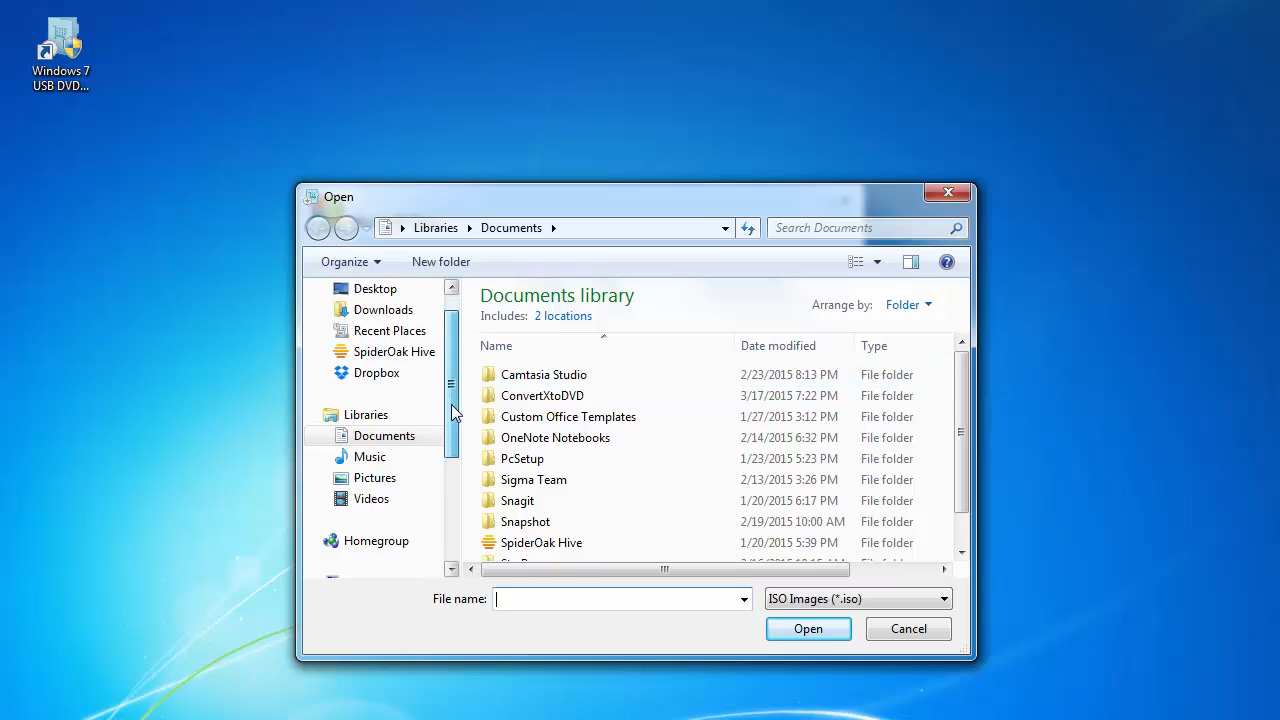 Windows 7
USB DVD...
Open
Libraries
Documents
Search Documents
Organize
New folder
Desktop
Downloads
Recent Places
SpiderOak Hive
Dropbox
Libraries
Documents
Music
Pictures
Videos
Homegroup
Documents library
Includes: 2 locations
Arrange by: Folder
Name Date modified Type
Camtasia Studio 2/23/2015 8:13 PM File folder
ConvertXtoDVD 3/17/2015 7:22 PM File folder
Custom Office Templates 1/27/2015 3:12 PM File folder
OneNote Notebooks 2/14/2015 6:32 PM File folder
PcSetup 1/23/2015 5:23 PM File folder
Sigma Team 2/13/2015 3:26 PM File folder
Snagit 1/20/2015 6:17 PM File folder
Snapshot 2/19/2015 10:00 AM File folder
SpiderOak Hive 1/20/2015 5:39 PM File folder
File name:
ISO Images (*.iso)
Open
Cancel